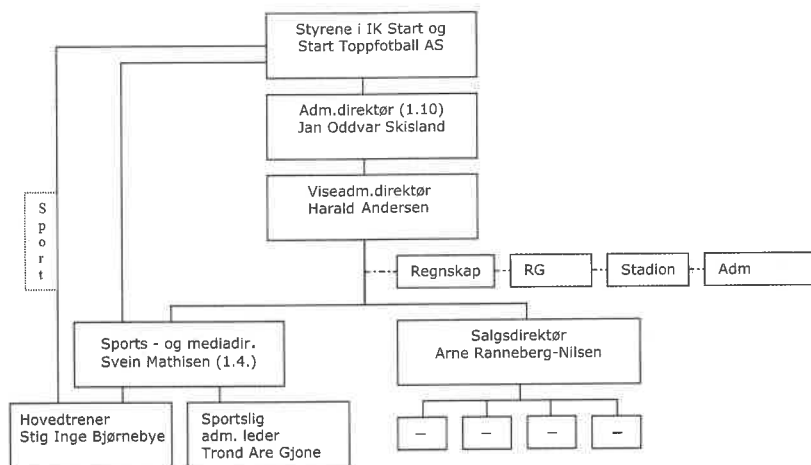 Styrene i IK Start og
Start Toppfotball AS
Adm.direktør (1.10)
Jan Oddvar Skisland
Viseadm.direktør
Harald Andersen
Sport
Regnskap
RG
Stadion
Adm
Sports - og mediadir.
Svein Mathisen (1.4.)
Salgsdirektør
Arne Ranneberg-Nilsen
Hovedtrener
Stig Inge Bjørnebye
Sportslig
adm. leder
Trond Are Gjone
–
–
–
–